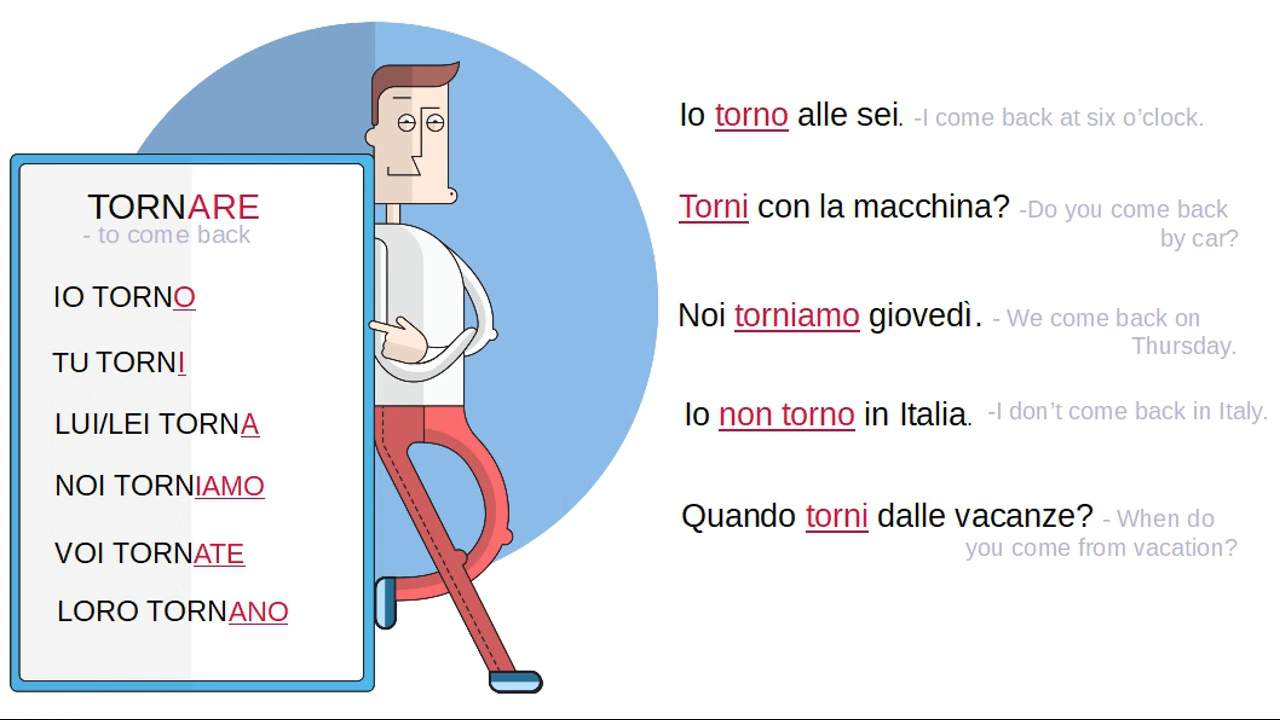 TORNARE
- to come back
IO TORNO
TU TORNI
LUI/LEI TORNA
NOI TORNIAMO
VOI TORNATE
LORO TORNANO
Io torno alle sei. -I come back at six o’clock.
Torni con la macchina? -Do you come back
by car?
Noi torniamo giovedì. - We come back on
Thursday.
Io non torno in Italia. -I don’t come back in Italy.
Quando torni dalle vacanze? - When do
you come from vacation?